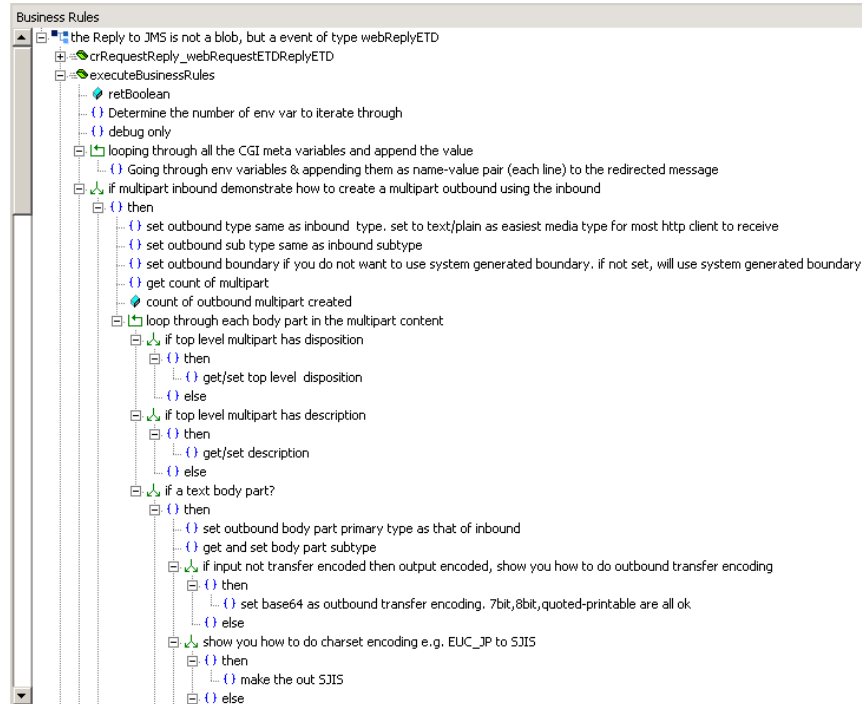 Business Rules
the Reply to JMS is not a blob, but a event of type webReplyETD
crRequestReply_webRequestETDReplyETD
executeBusinessRules
retBoolean
{} Determine the number of env var to iterate through
{} debug only
looping through all the CGI meta variables and append the value
{} Going through env variables & appending them as name-value pair (each line) to the redirected message
if multipart inbound demonstrate how to create a multipart outbound using the inbound
{} then
{} set outbound type same as inbound type. set to text/plain as easiest media type for most http client to receive
{} set outbound sub type same as inbound subtype
{} set outbound boundary if you do not want to use system generated boundary. if not set, will use system generated boundary
{} get count of multipart
count of outbound multipart created
loop through each body part in the multipart content
if top level multipart has disposition
{} then
{} get/set top level disposition
{} else
if top level multipart has description
{} then
{} get/set description
{} else
if a text body part?
{} then
{} set outbound body part primary type as that of inbound
{} get and set body part subtype
if input not transfer encoded then output encoded, show you how to do outbound transfer encoding
{} then
{} set base64 as outbound transfer encoding. 7bit,8bit,quoted-printable are all ok
{} else
show you how to do charset encoding e.g. EUC_JP to SJIS
{} then
{} make the out SJIS
{} else